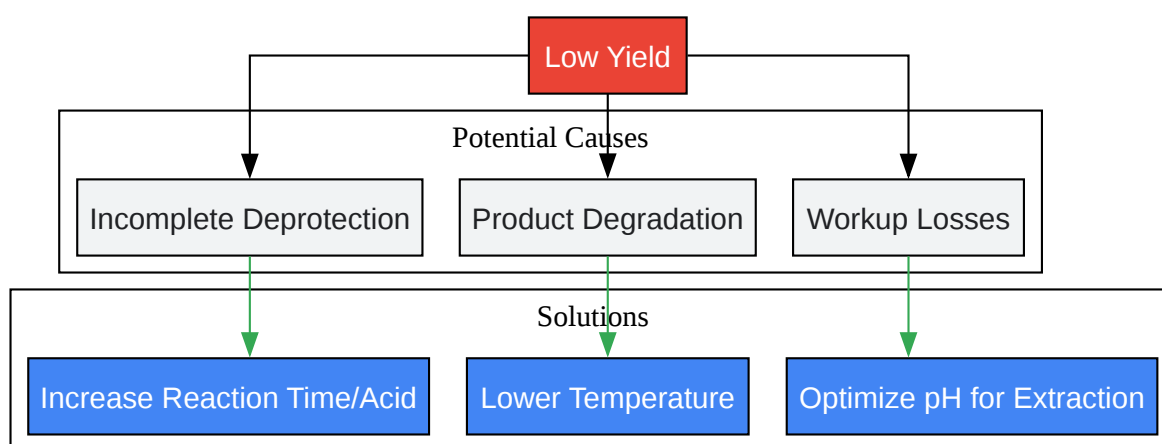 Low Yield
Potential Causes
Incomplete Deprotection
Product Degradation
Workup Losses
Solutions
Increase Reaction Time/Acid
Lower Temperature
Optimize pH for Extraction